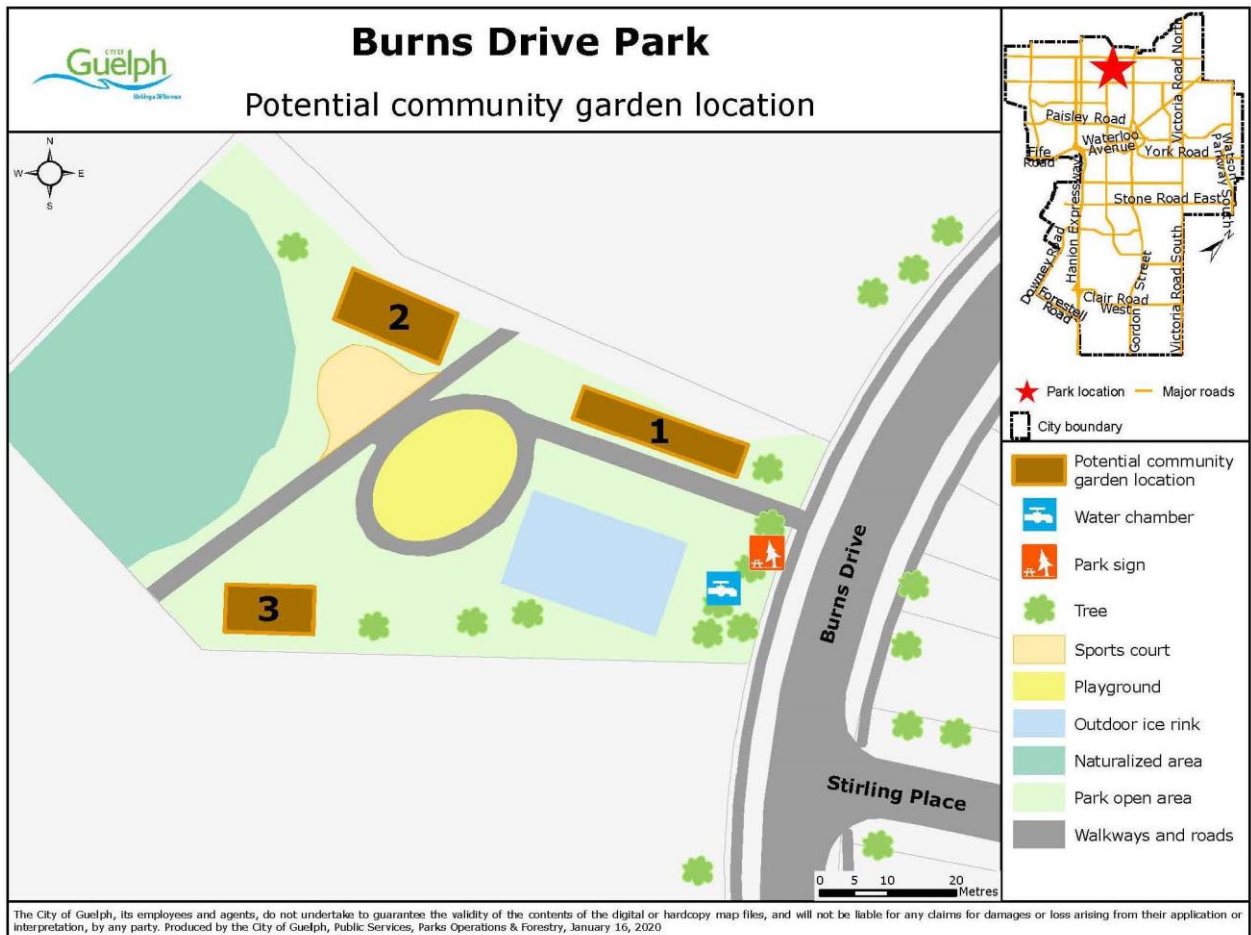 CITY OF
Guelph
Making a Difference
Burns Drive Park
Potential community garden location
N
W
E
S
2
1
3
Burns Drive
Stirling Place
0 5 10 20
Metres
Victoria Road North
Paisley Road
Waterloo
Avenue
York Road
Fife
Road
Watson
Parkway South
Hanlon Expressway
Stone Road East
N
Downey Road
Forestell
Road
Clair Road
West
Gordon Street
Victoria Road South
Park location
Major roads
City boundary
Potential community
garden location
Water chamber
Park sign
Tree
Sports court
Playground
Outdoor ice rink
Naturalized area
Park open area
Walkways and roads
The City of Guelph, its employees and agents, do not undertake to guarantee the validity of the contents of the digital or hardcopy map files, and will not be liable for any claims for damages or loss arising from their application or
interpretation, by any party. Produced by the City of Guelph, Public Services, Parks Operations & Forestry, January 16, 2020